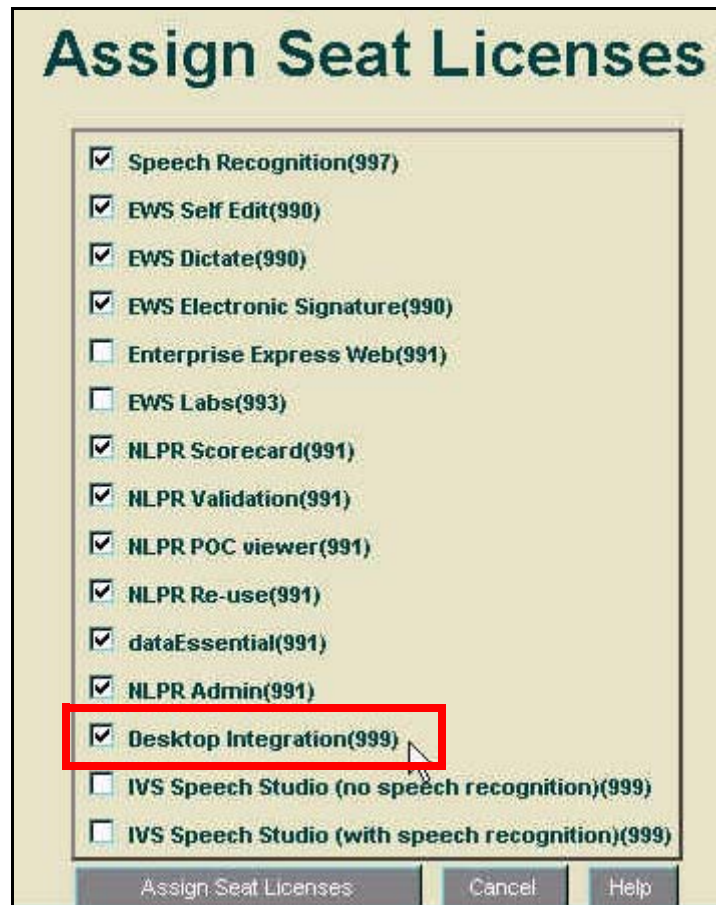 Assign Seat Licenses
Speech Recognition(997)
EWS Self Edit(990)
EWS Dictate(990)
EWS Electronic Signature(990)
Enterprise Express Web(991)
EWS Labs(993)
NLPR Scorecard(991)
NLPR Validation(991)
NLPR POC viewer(991)
NLPR Re-use(991)
dataEssential(991)
NLPR Admin(991)
Desktop Integration(999)
IVS Speech Studio (no speech recognition)(999)
IVS Speech Studio (with speech recognition)(999)
Assign Seat Licenses Cancel Help